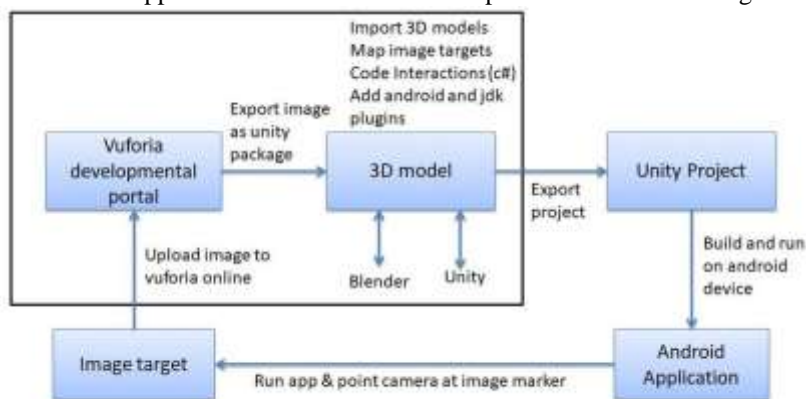 Import 3D models
Map image targets
Code Interactions (c#)
Add android and jdk
plugins
Export image
as unity
package
Vuforia
developmental
portal
3D model
Unity Project
Export
project
Upload image to
vuforia online
Blender
Unity
Build and run
on android
device
Image target
Run app & point camera at image marker
Android
Application